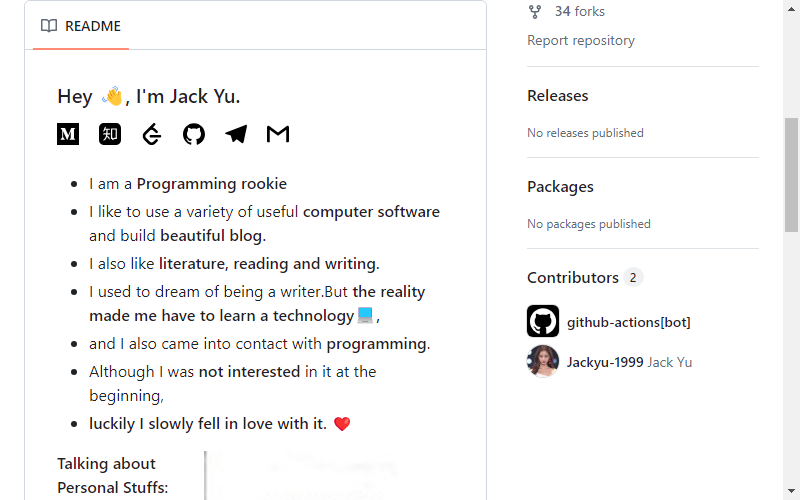 README
Hey 👋, I'm Jack Yu.
M 知
I am a Programming rookie
I like to use a variety of useful computer software
and build beautiful blog.
I also like literature, reading and writing.
I used to dream of being a writer.But the reality
made me have to learn a technology💻,
and I also came into contact with programming.
Although I was not interested in it at the
beginning,
luckily I slowly fell in love with it. ❤️
Talking about
Personal Stuffs:
34 forks
Report repository
Releases
No releases published
Packages
No packages published
Contributors 2
github-actions[bot]
Jackyu-1999 Jack Yu